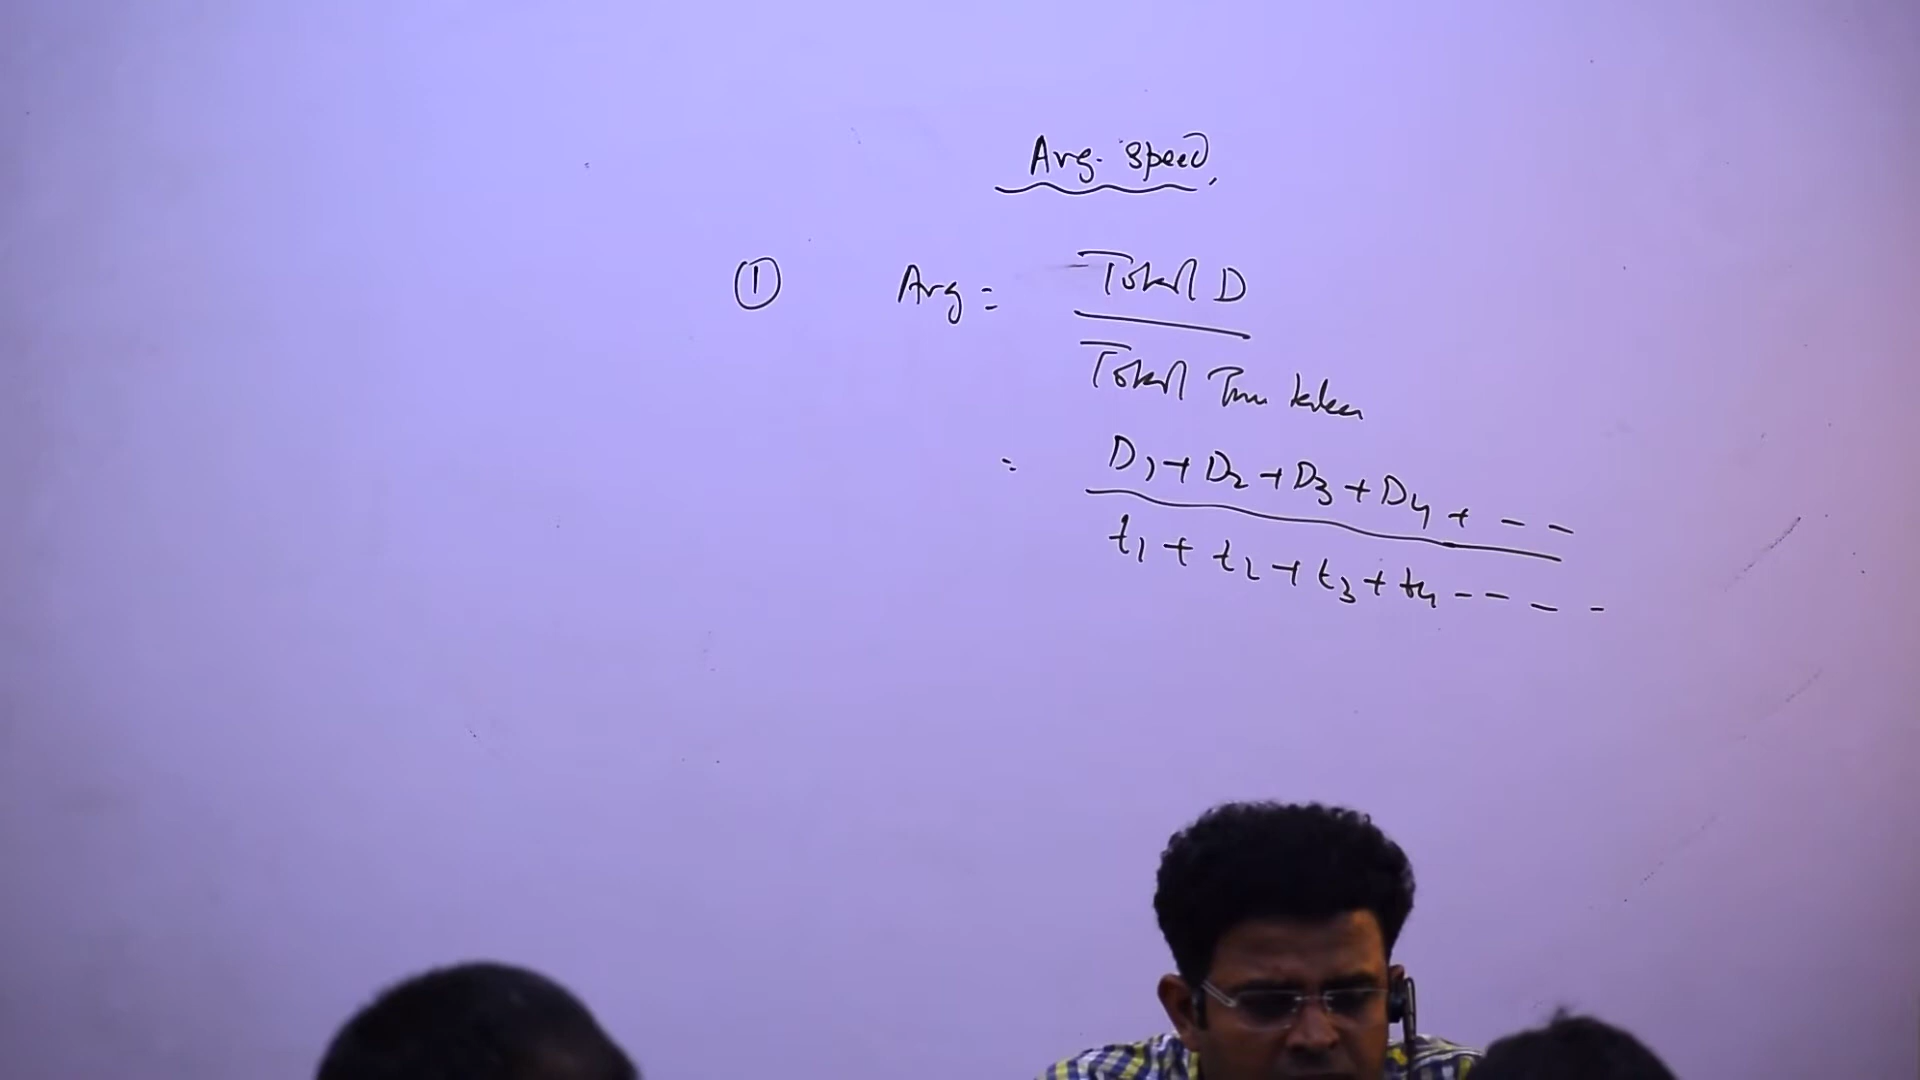 Avg. speed
① Avg = Total D
Total Time taken
= D1 + D2 + D3 + D4 + - -
t1 + t2 + t3 + t4 - - - -